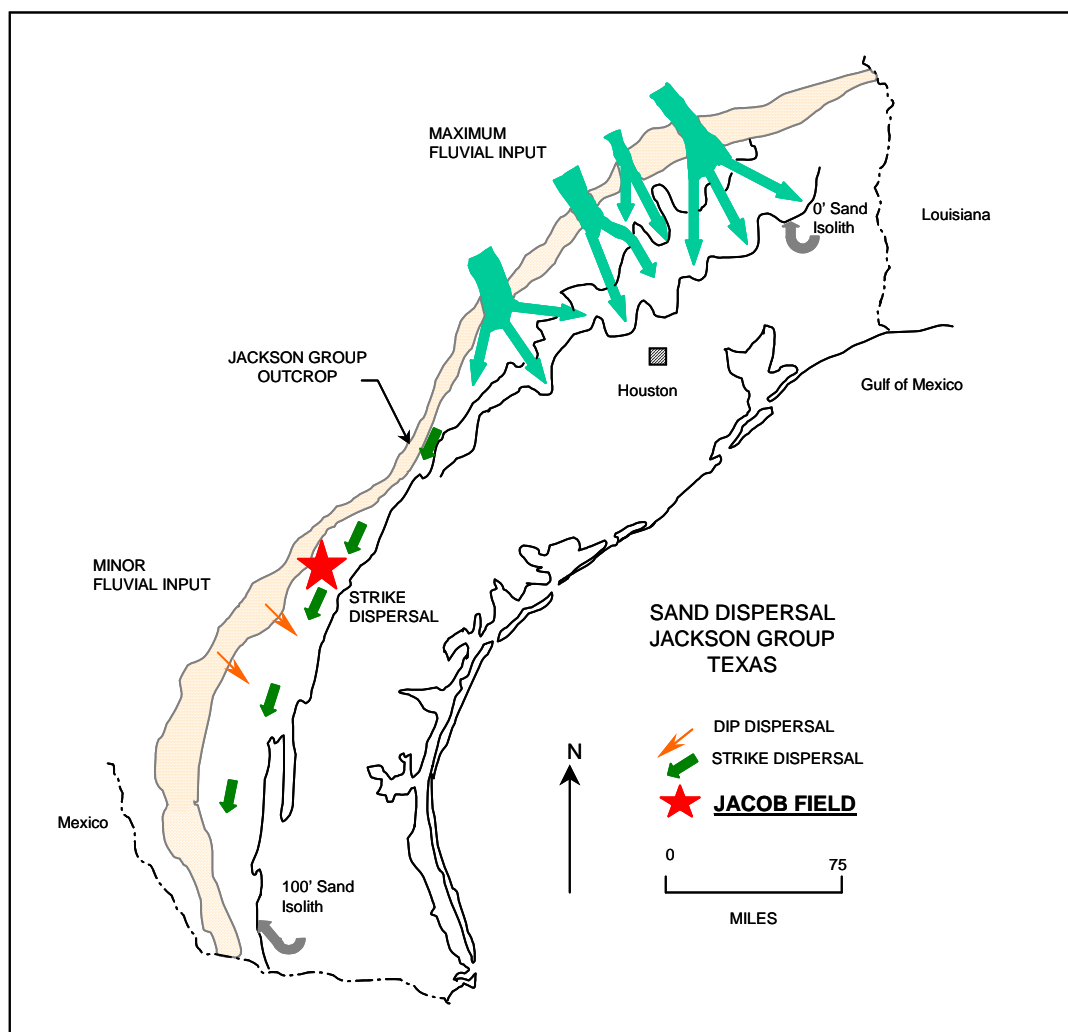 MAXIMUM
FLUVIAL INPUT
0' Sand
Isolith
Louisiana
JACKSON GROUP
OUTCROP
Houston
Gulf of Mexico
MINOR
FLUVIAL INPUT
STRIKE
DISPERSAL
SAND DISPERSAL
JACKSON GROUP
TEXAS
DIP DISPERSAL
STRIKE DISPERSAL
JACOB FIELD
N
Mexico
0
75
MILES
100' Sand
Isolith